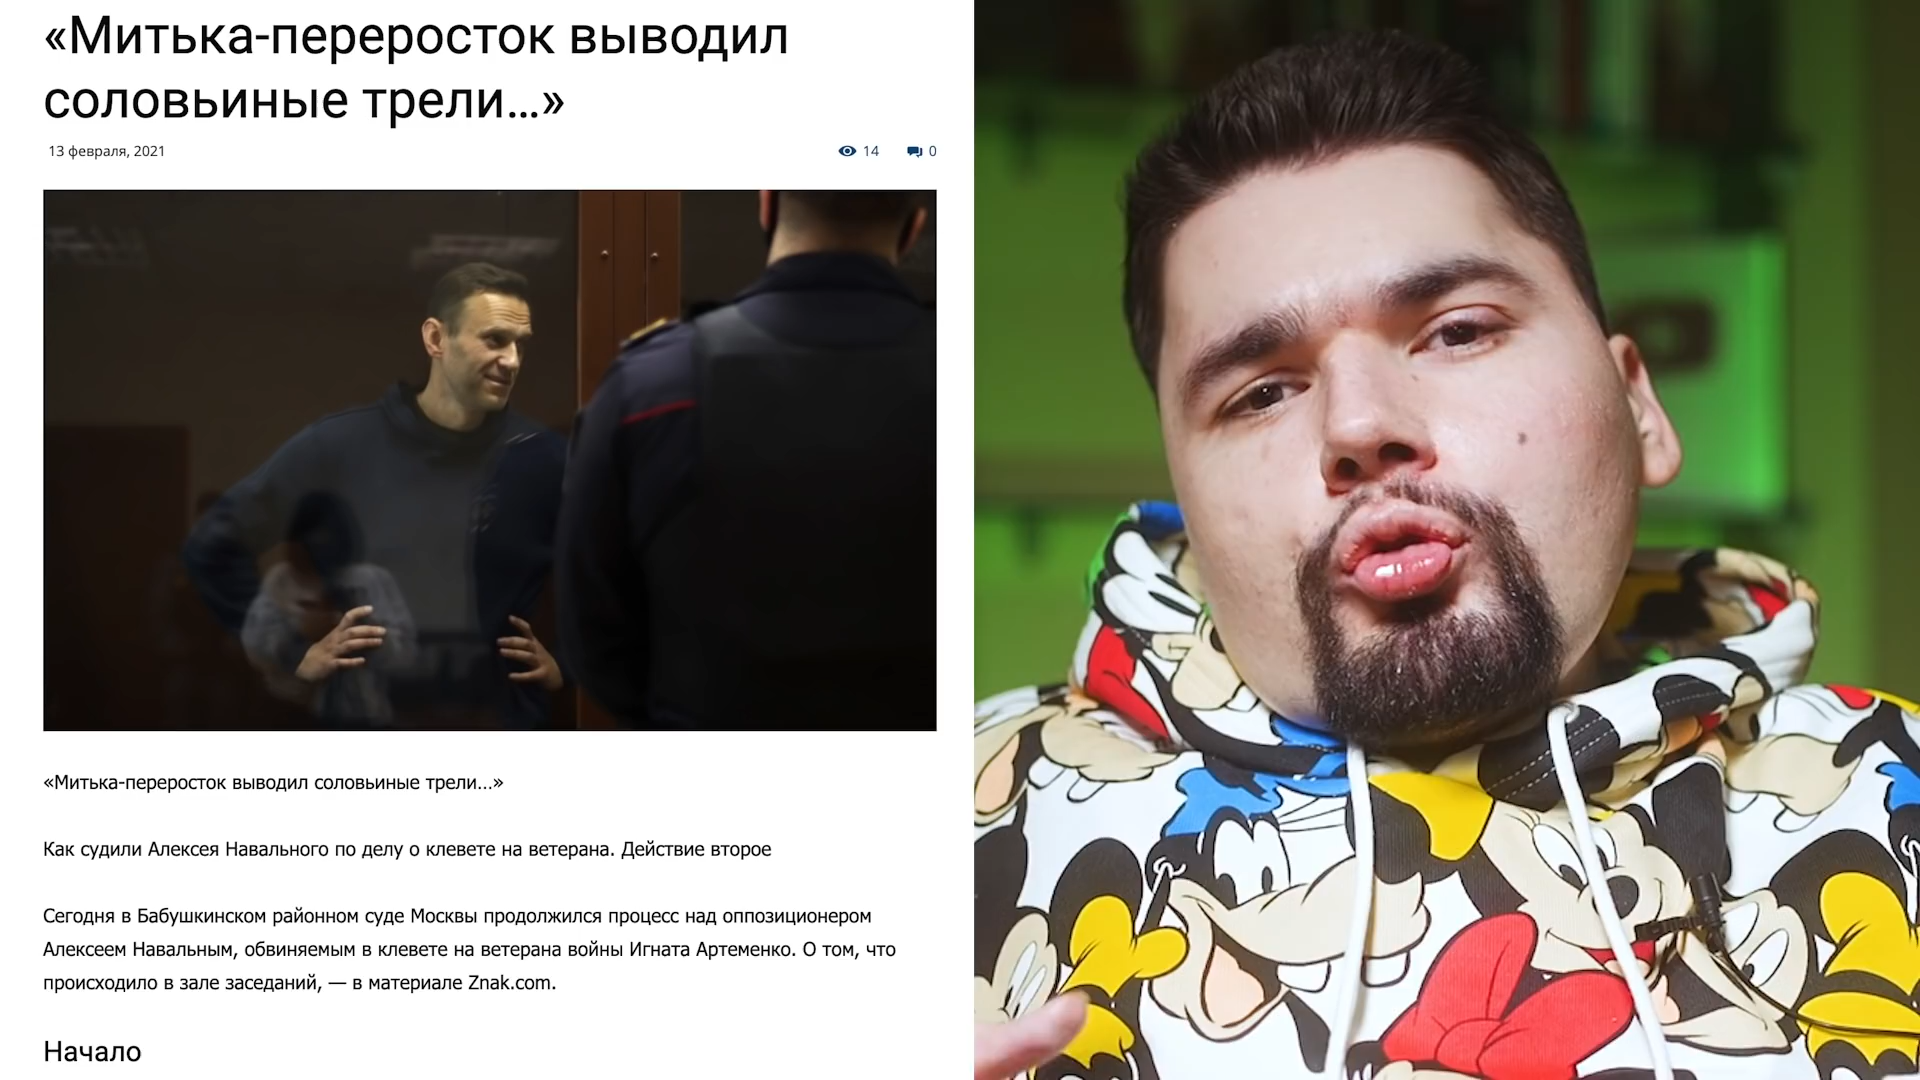 «Митька-переросток выводил
соловьиные трели...»
13 февраля, 2021
14
0
«Митька-переросток выводил соловьиные трели...»
Как судили Алексея Навального по делу о клевете на ветерана. Действие второе
Сегодня в Бабушкинском районном суде Москвы продолжился процесс над оппозиционером
Алексеем Навальным, обвиняемым в клевете на ветерана войны Игната Артеменко. О том, что
происходило в зале заседаний, — в материале Znak.com.
Начало